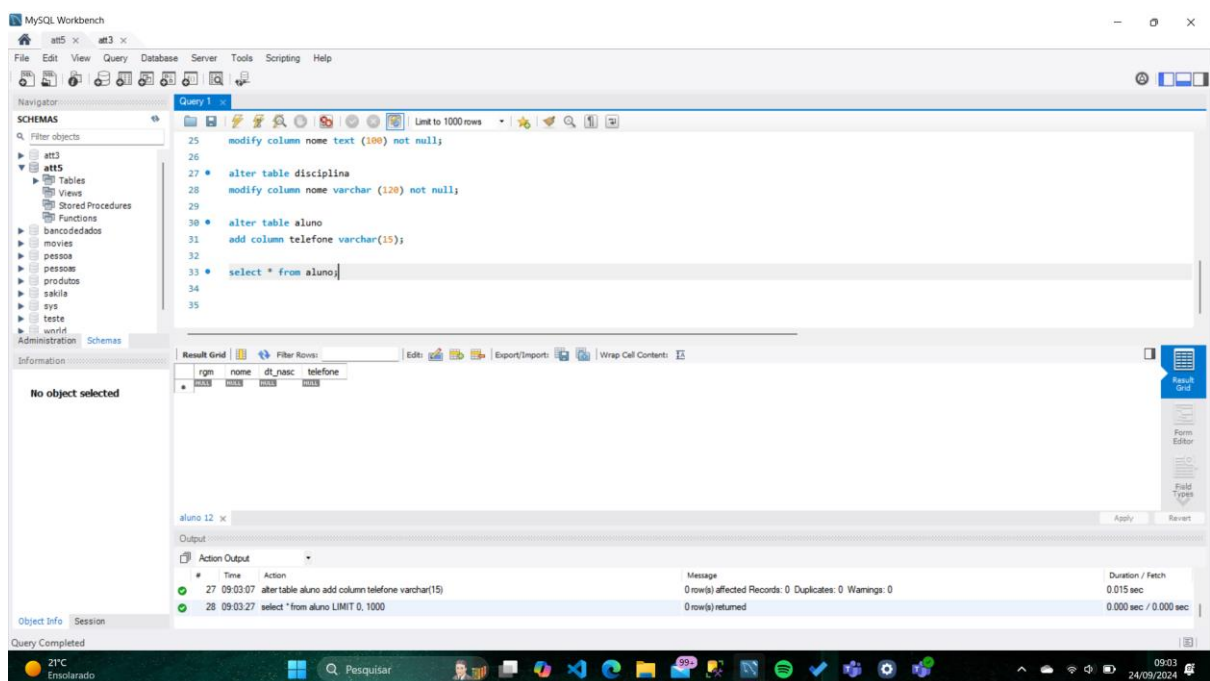 MySQL Workbench
att5 × att3 ×
File Edit View Query Database Server Tools Scripting Help
Navigator
Query 1 ×
SCHEMAS
Filter objects
att3
att5
Tables
Views
Stored Procedures
Functions
bancodedados
movies
pessoa
pessoas
produtos
sakila
sys
teste
world
Administration Schemas
Information
No object selected
Object Info Session
Limit to 1000 rows
25 modify column nome text (100) not null;
26
27 alter table disciplina
28 modify column nome varchar (120) not null;
29
30 alter table aluno
31 add column telefone varchar(15);
32
33 select * from aluno;
34
35
Result Grid Filter Rows: Edit: Export/Import: Wrap Cell Content:
rgm nome dt_nasc telefone
NULL NULL NULL NULL
Result Grid
Form Editor
Field Types
aluno 12 ×
Apply Revert
Output
Action Output
# Time Action Message Duration / Fetch
27 09:03:07 alter table aluno add column telefone varchar(15) 0 row(s) affected Records: 0 Duplicates: 0 Warnings: 0 0.015 sec
28 09:03:27 select * from aluno LIMIT 0, 1000 0 row(s) returned 0.000 sec / 0.000 sec
Query Completed
21°C
Ensolarado
Pesquisar
99+
09:03
24/09/2024